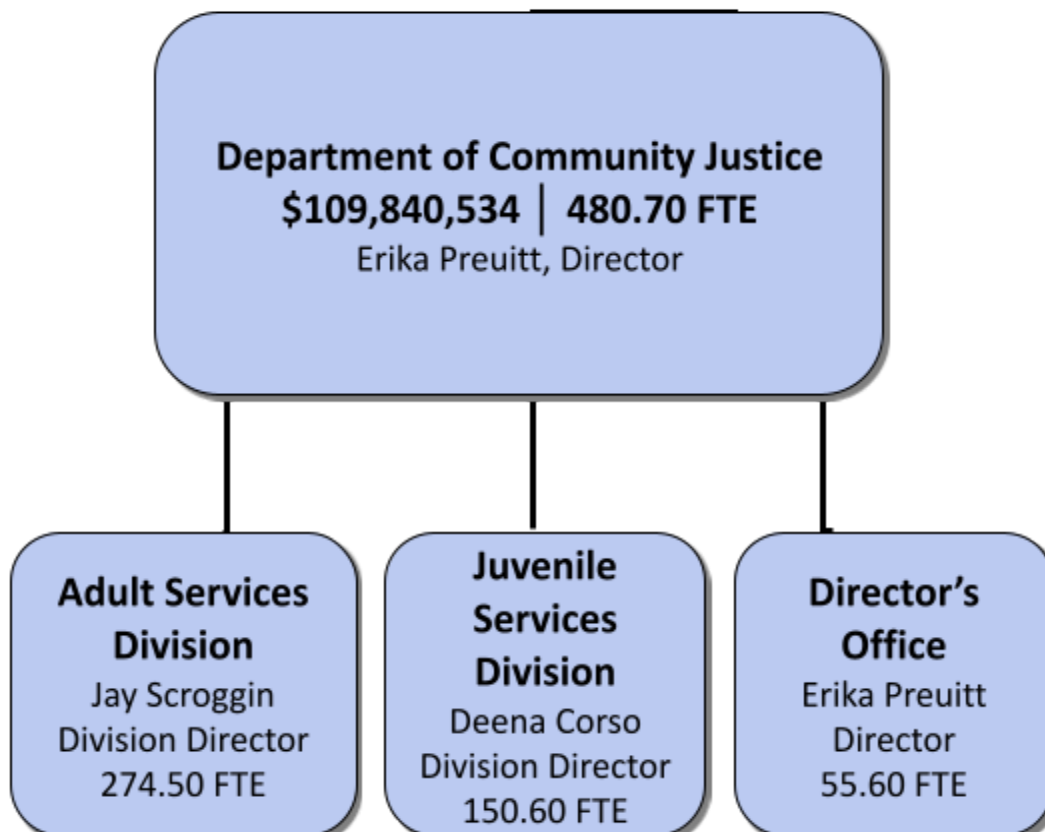 Department of Community Justice
$109,840,534 | 480.70 FTE
Erika Preuitt, Director
Adult Services
Division
Jay Scroggin
Division Director
274.50 FTE
Juvenile
Services
Division
Deena Corso
Division Director
150.60 FTE
Director’s
Office
Erika Preuitt
Director
55.60 FTE